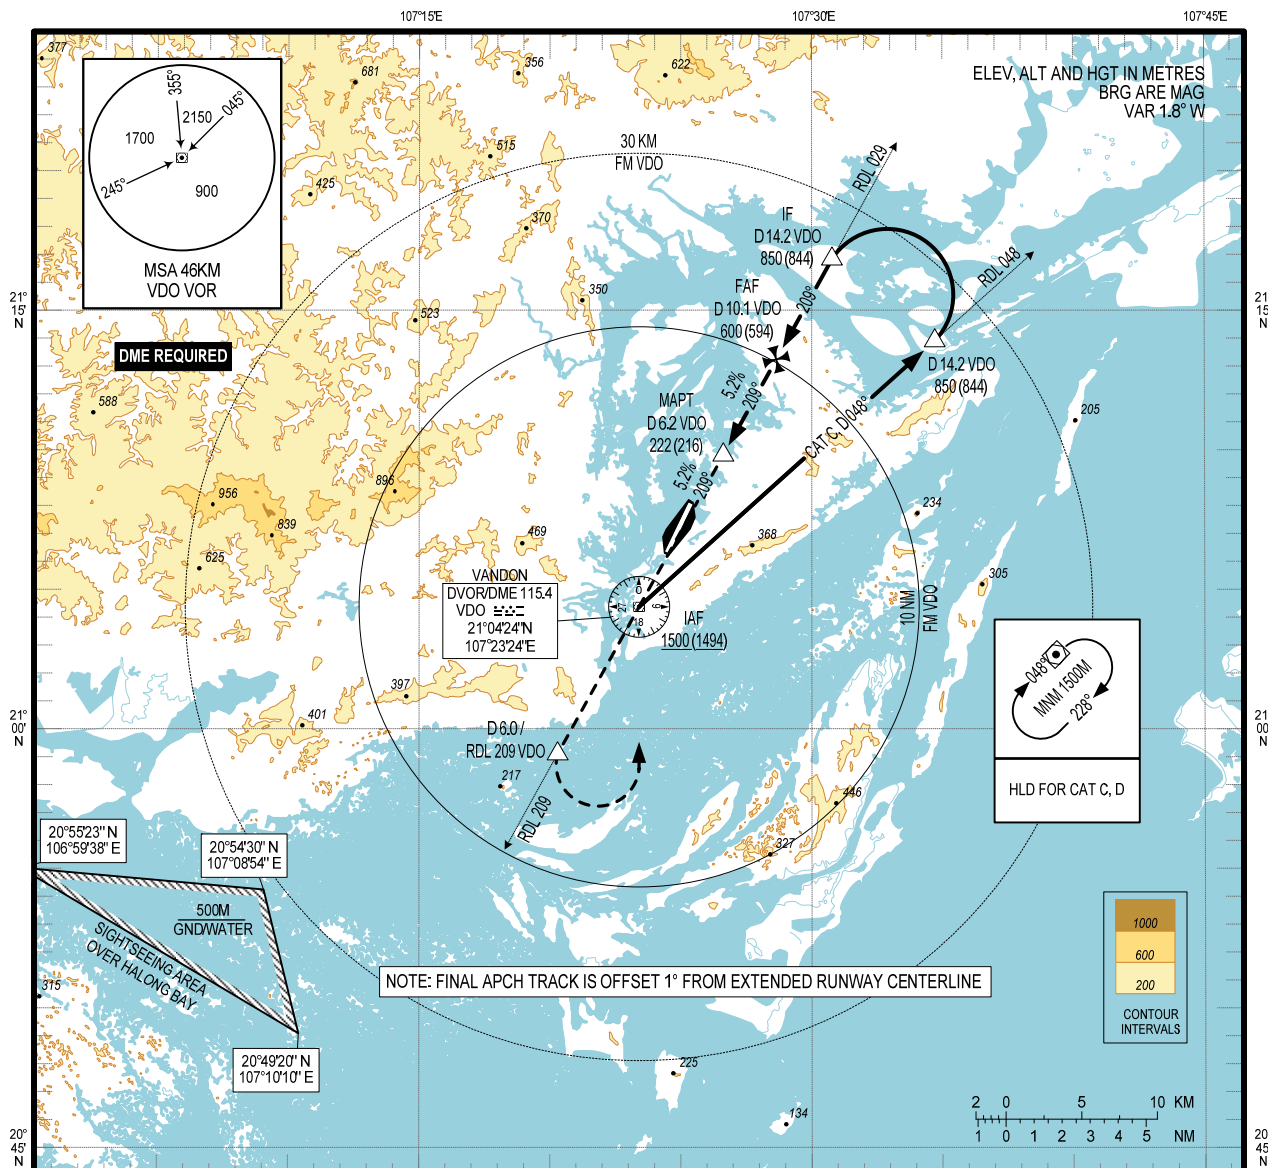 107°15'E
107°30'E
107°45'E
377
681
356
622
ELEV, ALT AND HGT IN METRES
BRG ARE MAG
VAR 1.8° W
355°
045°
2150
1700
245°
900
MSA 46KM
VDO VOR
515
30 KM
FM VDO
425
370
RDL 029
IF
D 14.2 VDO
850 (844)
RDL 048
FAF
D 10.1 VDO
600 (594)
209°
350
523
21°
15'
N
21°
15'
N
DME REQUIRED
D 14.2 VDO
850 (844)
588
5.2%
209°
MAPT
D 6.2 VDO
222 (216)
CAT C, D 048°
205
5.2%
209°
956
896
839
625
469
368
234
305
VANDON
DVOR/DME 115.4
VDO
21°04'24"N
107°23'24"E
0
9
18
27
IAF
1500 (1494)
10 NM
FM VDO
048°
MNM 1500M
228°
HLD FOR CAT C, D
397
401
21°
00'
N
21°
00'
N
D 6.0 /
RDL 209 VDO
217
RDL 209
446
327
20°55'23" N
106°59'38" E
20°54'30" N
107°08'54" E
500M
GND/WATER
SIGHTSEEING AREA
OVER HALONG BAY
315
NOTE: FINAL APCH TRACK IS OFFSET 1° FROM EXTENDED RUNWAY CENTERLINE
1000
600
200
CONTOUR
INTERVALS
20°49'20" N
107°10'10" E
225
134
2 0 5 10 KM
1 0 1 2 3 4 5 NM
20°
45'
N
20°
45'
N